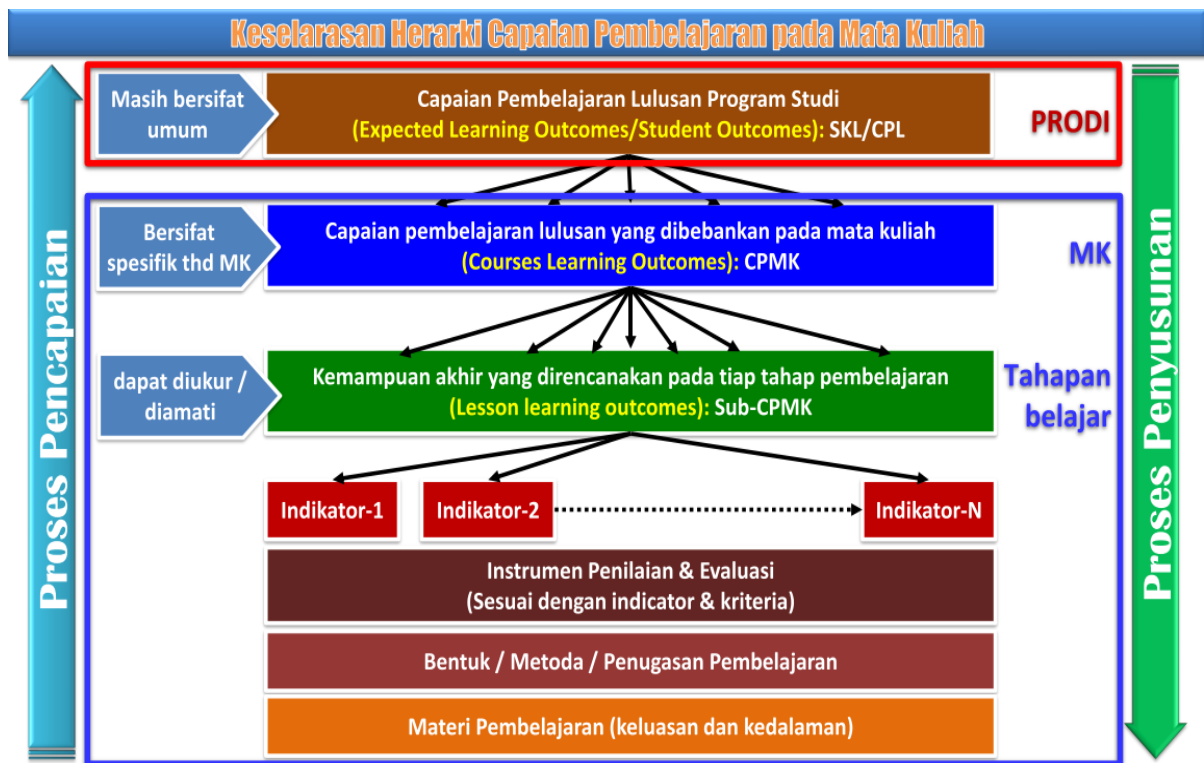 Keselarasan Herarki Capaian Pembelajaran pada Mata Kuliah
Masih bersifat
umum
Capaian Pembelajaran Lulusan Program Studi
(Expected Learning Outcomes/Student Outcomes): SKL/CPL
PRODI
Bersifat
spesifik thd MK
Capaian pembelajaran lulusan yang dibebankan pada mata kuliah
(Courses Learning Outcomes): CPMK
MK
dapat diukur /
diamati
Kemampuan akhir yang direncanakan pada tiap tahap pembelajaran
(Lesson learning outcomes): Sub-CPMK
Tahapan
belajar
Indikator-1
Indikator-2
Indikator-N
Instrumen Penilaian & Evaluasi
(Sesuai dengan indicator & kriteria)
Bentuk / Metoda / Penugasan Pembelajaran
Materi Pembelajaran (keluasan dan kedalaman)
Proses Pencapaian
Proses Penyusunan